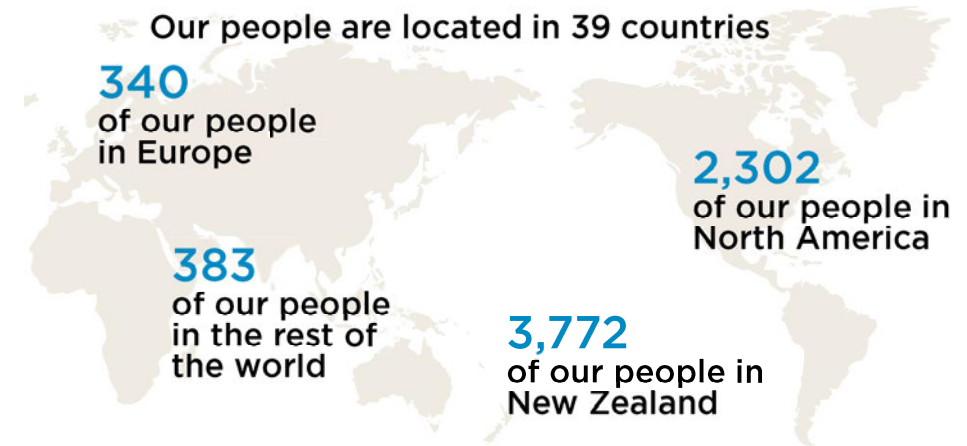 Our people are located in 39 countries
340
of our people
in Europe
2,302
of our people in
North America
383
of our people
in the rest of
the world
3,772
of our people in
New Zealand